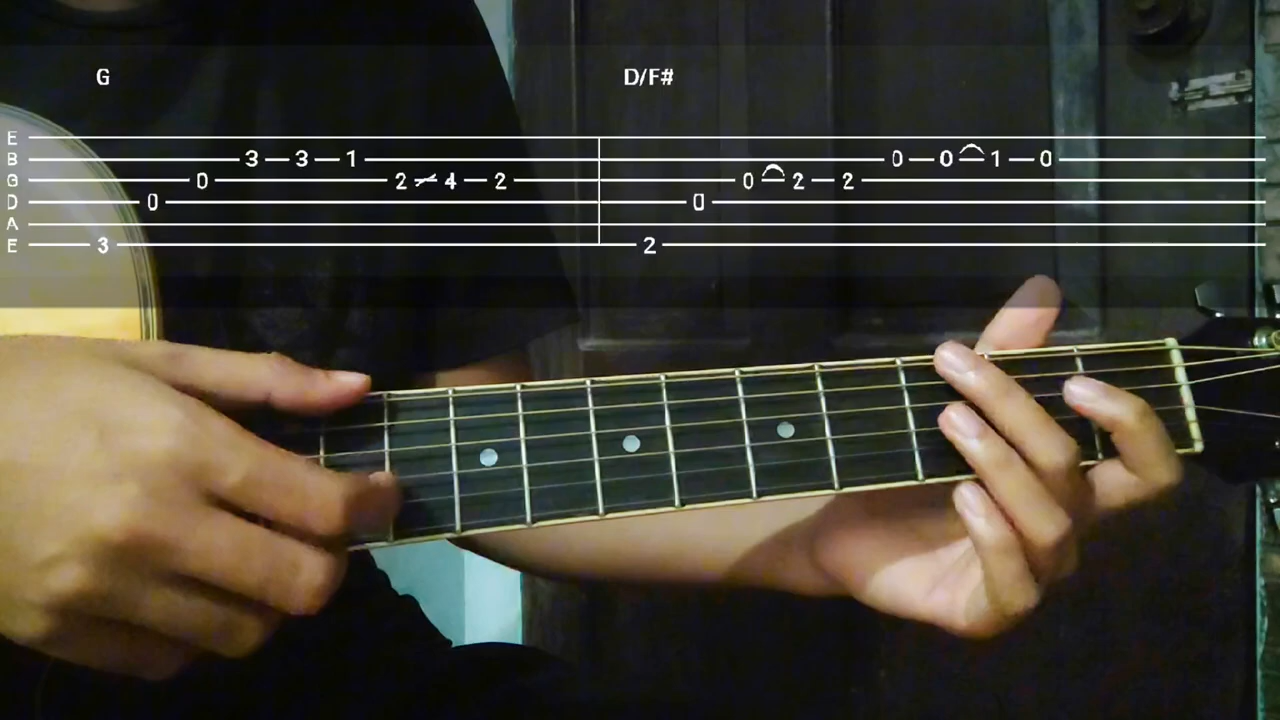 G D/F#
E
B 3 3 1 0 0 1 0
G 0 2 4 2 0 2 2
D 0 0
A
E 3 2